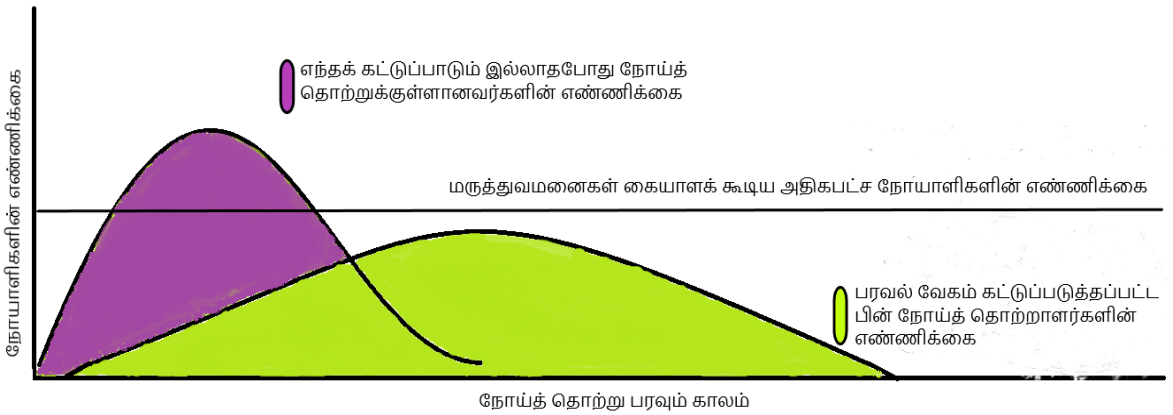 எந்தக் கட்டுப்பாடும் இல்லாதபோது நோய்த்
தொற்றுக்குள்ளானவர்களின் எண்ணிக்கை
மருத்துவமனைகள் கையாளக் கூடிய அதிகபட்ச நோயாளிகளின் எண்ணிக்கை
நோயாளிகளின் எண்ணிக்கை
பரவல் வேகம் கட்டுப்படுத்தப்பட்ட
பின் நோய்த் தொற்றாளர்களின்
எண்ணிக்கை
நோய்த் தொற்று பரவும் காலம்